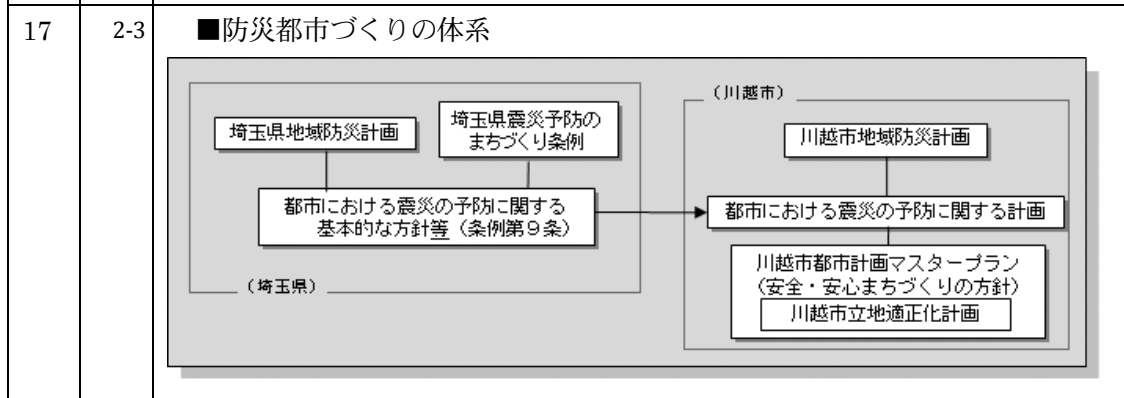 17
2-3
■防災都市づくりの体系
（川越市）
埼玉県地域防災計画
埼玉県震災予防の
まちづくり条例
川越市地域防災計画
都市における震災の予防に関する
基本的な方針等（条例第９条）
都市における震災の予防に関する計画
川越市都市計画マスタープラン
（安全・安心まちづくりの方針）
川越市立地適正化計画
（埼玉県）